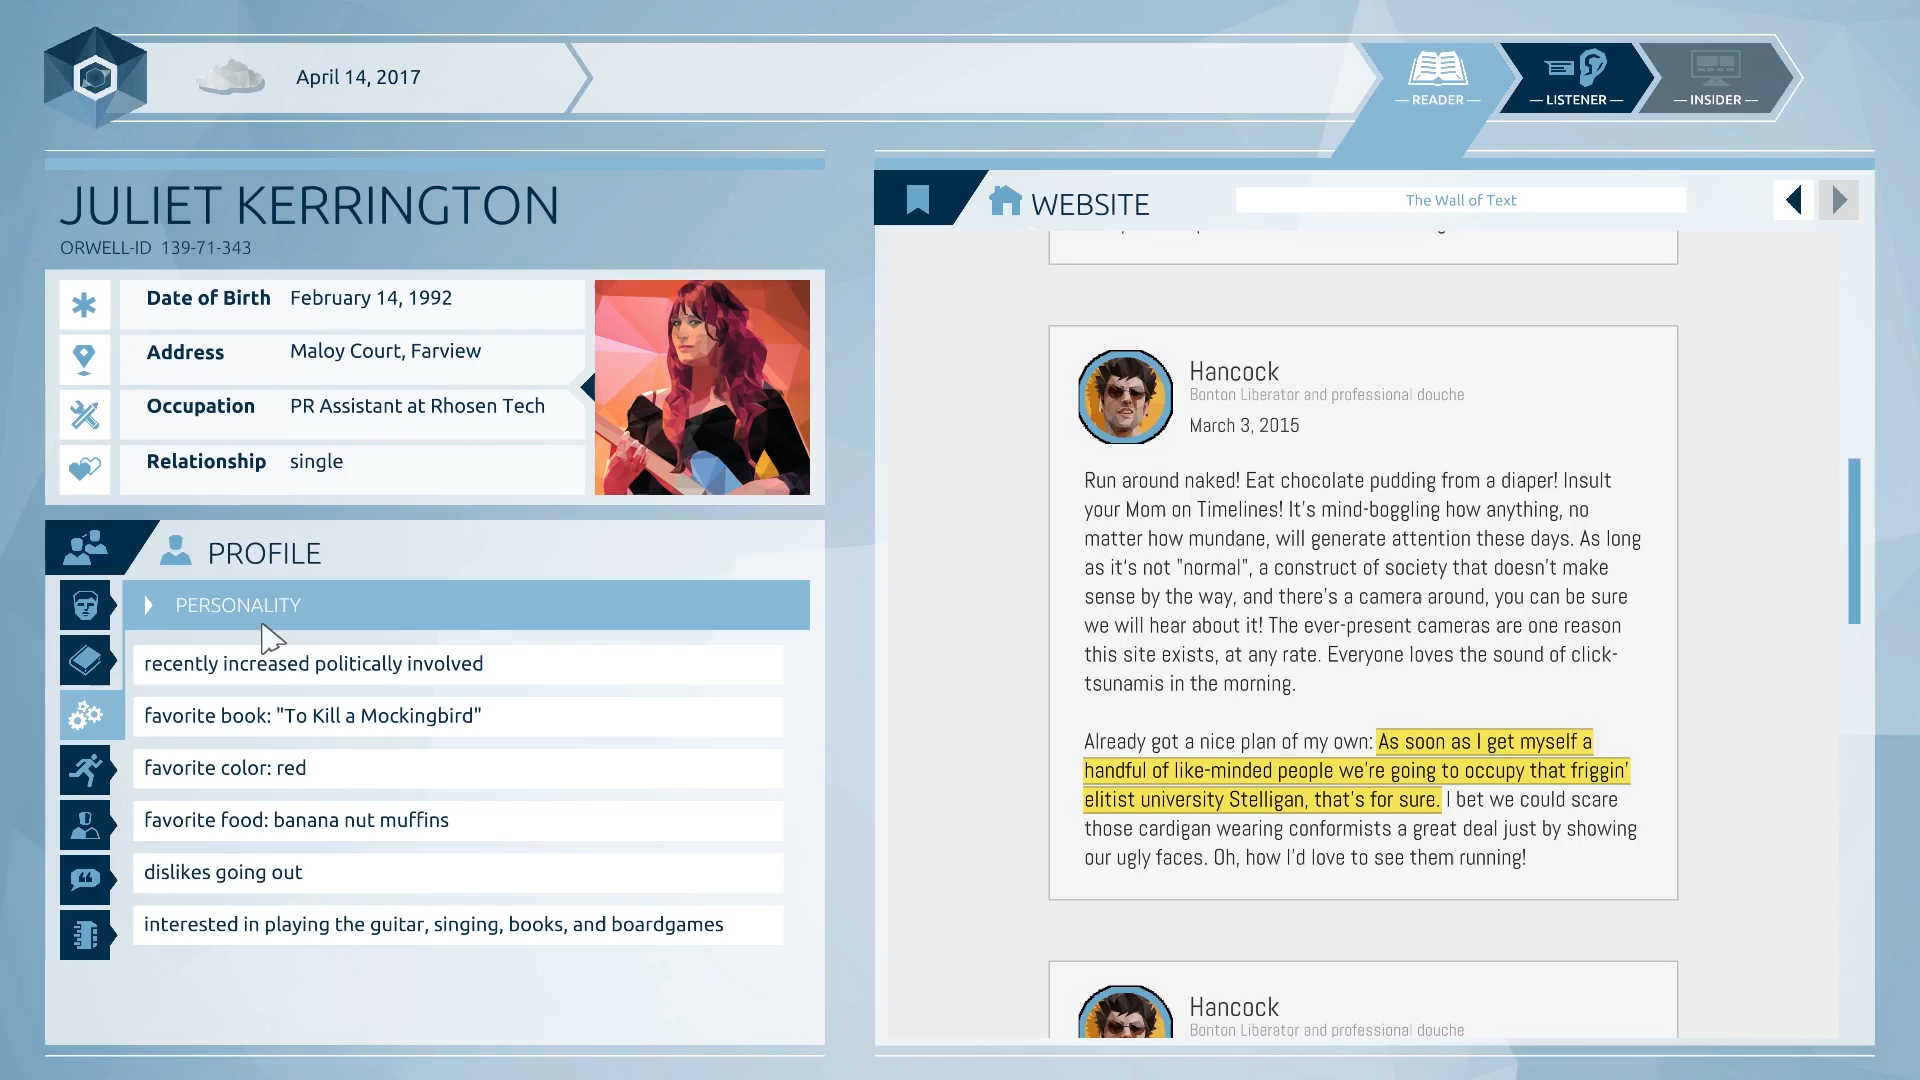 April 14, 2017
— READER —
— LISTENER —
— INSIDER —
JULIET KERRINGTON
ORWELL-ID 139-71-343
Date of Birth February 14, 1992
Address Maloy Court, Farview
Occupation PR Assistant at Rhosen Tech
Relationship single
PROFILE
PERSONALITY
recently increased politically involved
favorite book: "To Kill a Mockingbird"
favorite color: red
favorite food: banana nut muffins
dislikes going out
interested in playing the guitar, singing, books, and boardgames
WEBSITE
The Wall of Text
Hancock
Bonton Liberator and professional douche
March 3, 2015
Run around naked! Eat chocolate pudding from a diaper! Insult
your Mom on Timelines! It's mind-boggling how anything, no
matter how mundane, will generate attention these days. As long
as it's not "normal", a construct of society that doesn't make
sense by the way, and there's a camera around, you can be sure
we will hear about it! The ever-present cameras are one reason
this site exists, at any rate. Everyone loves the sound of click-
tsunamis in the morning.
Already got a nice plan of my own: As soon as I get myself a
handful of like-minded people we're going to occupy that friggin'
elitist university Stelligan, that's for sure. I bet we could scare
those cardigan wearing conformists a great deal just by showing
our ugly faces. Oh, how I'd love to see them running!
Hancock
Bonton Liberator and professional douche